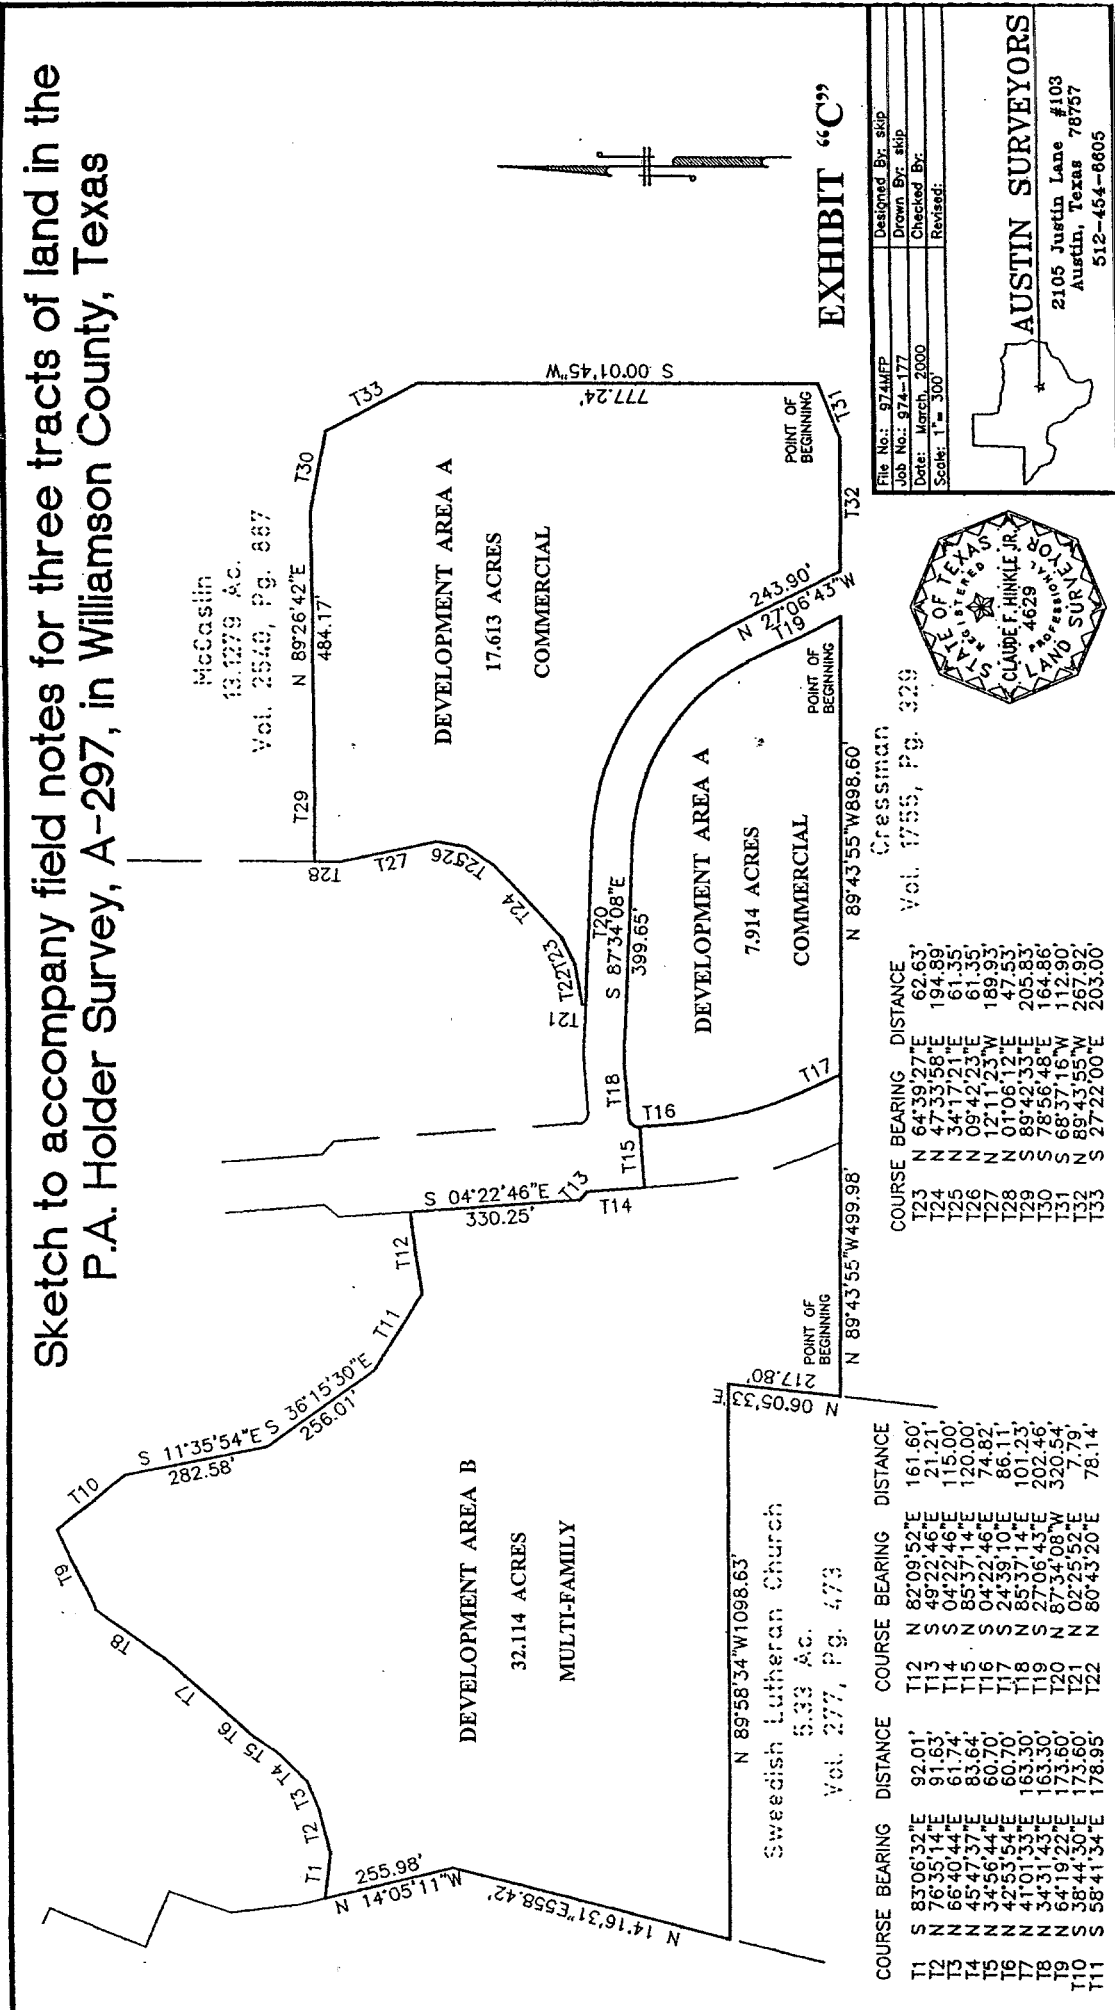 Sketch to accompany field notes for three tracts of land in the
P.A. Holder Survey, A-297, in Williamson County, Texas
McCaslin
13.1279 Ac.
Vol. 2540, Pg. 887
T29
N 89°26'42"E
484.17'
T30
T33
S 00°01'45"W
777.24'
T28
T27
T26
T25
T24
T23
T22
T21
DEVELOPMENT AREA A
17.613 ACRES
COMMERCIAL
POINT OF
BEGINNING
T31
T32
243.90'
N 27°06'43"W
T19
T20
S 87°34'08"E
399.65'
T18
T16
T17
DEVELOPMENT AREA A
7.914 ACRES
COMMERCIAL
POINT OF
BEGINNING
N 89°43'55"W898.60'
Cressman
Vol. 1755, Pg. 329
T15
T14
T13
S 04°22'46"E
330.25'
T12
T11
S 36°15'30"E
256.01'
S 11°35'54"E
282.58'
T10
T9
T8
T7
T6
T5
T4
T3
T2
T1
255.98'
N 14°05'11"W
N 14°16'31"E558.42'
DEVELOPMENT AREA B
32.114 ACRES
MULTI-FAMILY
N 89°58'34"W1098.63'
Sweedish Lutheran Church
5.33 Ac.
Vol. 277, Pg. 473
N 06°05'33"E
217.80'
POINT OF
BEGINNING
N 89°43'55"W499.98'
COURSE BEARING DISTANCE
T1 S 83°06'32"E 92.01'
T2 N 76°35'14"E 91.63'
T3 N 66°40'44"E 61.74'
T4 N 45°47'37"E 83.64'
T5 N 34°56'44"E 60.70'
T6 N 42°53'54"E 60.70'
T7 N 41°01'33"E 163.30'
T8 N 34°31'43"E 163.30'
T9 N 64°19'22"E 173.60'
T10 S 38°44'30"E 173.60'
T11 S 58°41'34"E 178.95'
COURSE BEARING DISTANCE
T12 N 82°09'52"E 161.60'
T13 S 49°22'46"E 21.21'
T14 S 04°22'46"E 115.00'
T15 N 85°37'14"E 120.00'
T16 S 04°22'46"E 74.82'
T17 S 24°39'10"E 86.11'
T18 N 85°37'14"E 101.23'
T19 S 27°06'43"E 202.46'
T20 N 87°34'08"W 320.54'
T21 N 02°25'52"E 7.79'
T22 N 80°43'20"E 78.14'
COURSE BEARING DISTANCE
T23 N 64°39'27"E 62.63'
T24 N 47°33'58"E 194.89'
T25 N 34°17'21"E 61.35'
T26 N 09°42'23"E 61.35'
T27 N 12°11'23"W 189.93'
T28 N 01°06'12"E 47.53'
T29 S 89°42'33"E 205.83'
T30 S 78°56'48"E 164.86'
T31 S 68°37'16"W 112.90'
T32 N 89°43'55"W 267.92'
T33 S 27°22'00"E 203.00'
STATE OF TEXAS
REGISTERED
CLAUDE F. HINKLE JR.
4629
PROFESSIONAL
LAND SURVEYOR
EXHIBIT “C”
File No.: 974MFP
Designed By: skip
Job No.: 974-177
Drawn By: skip
Date: March, 2000
Checked By:
Scale: 1"= 300'
Revised:
AUSTIN SURVEYORS
2105 Justin Lane #103
Austin, Texas 78757
512-454-6605